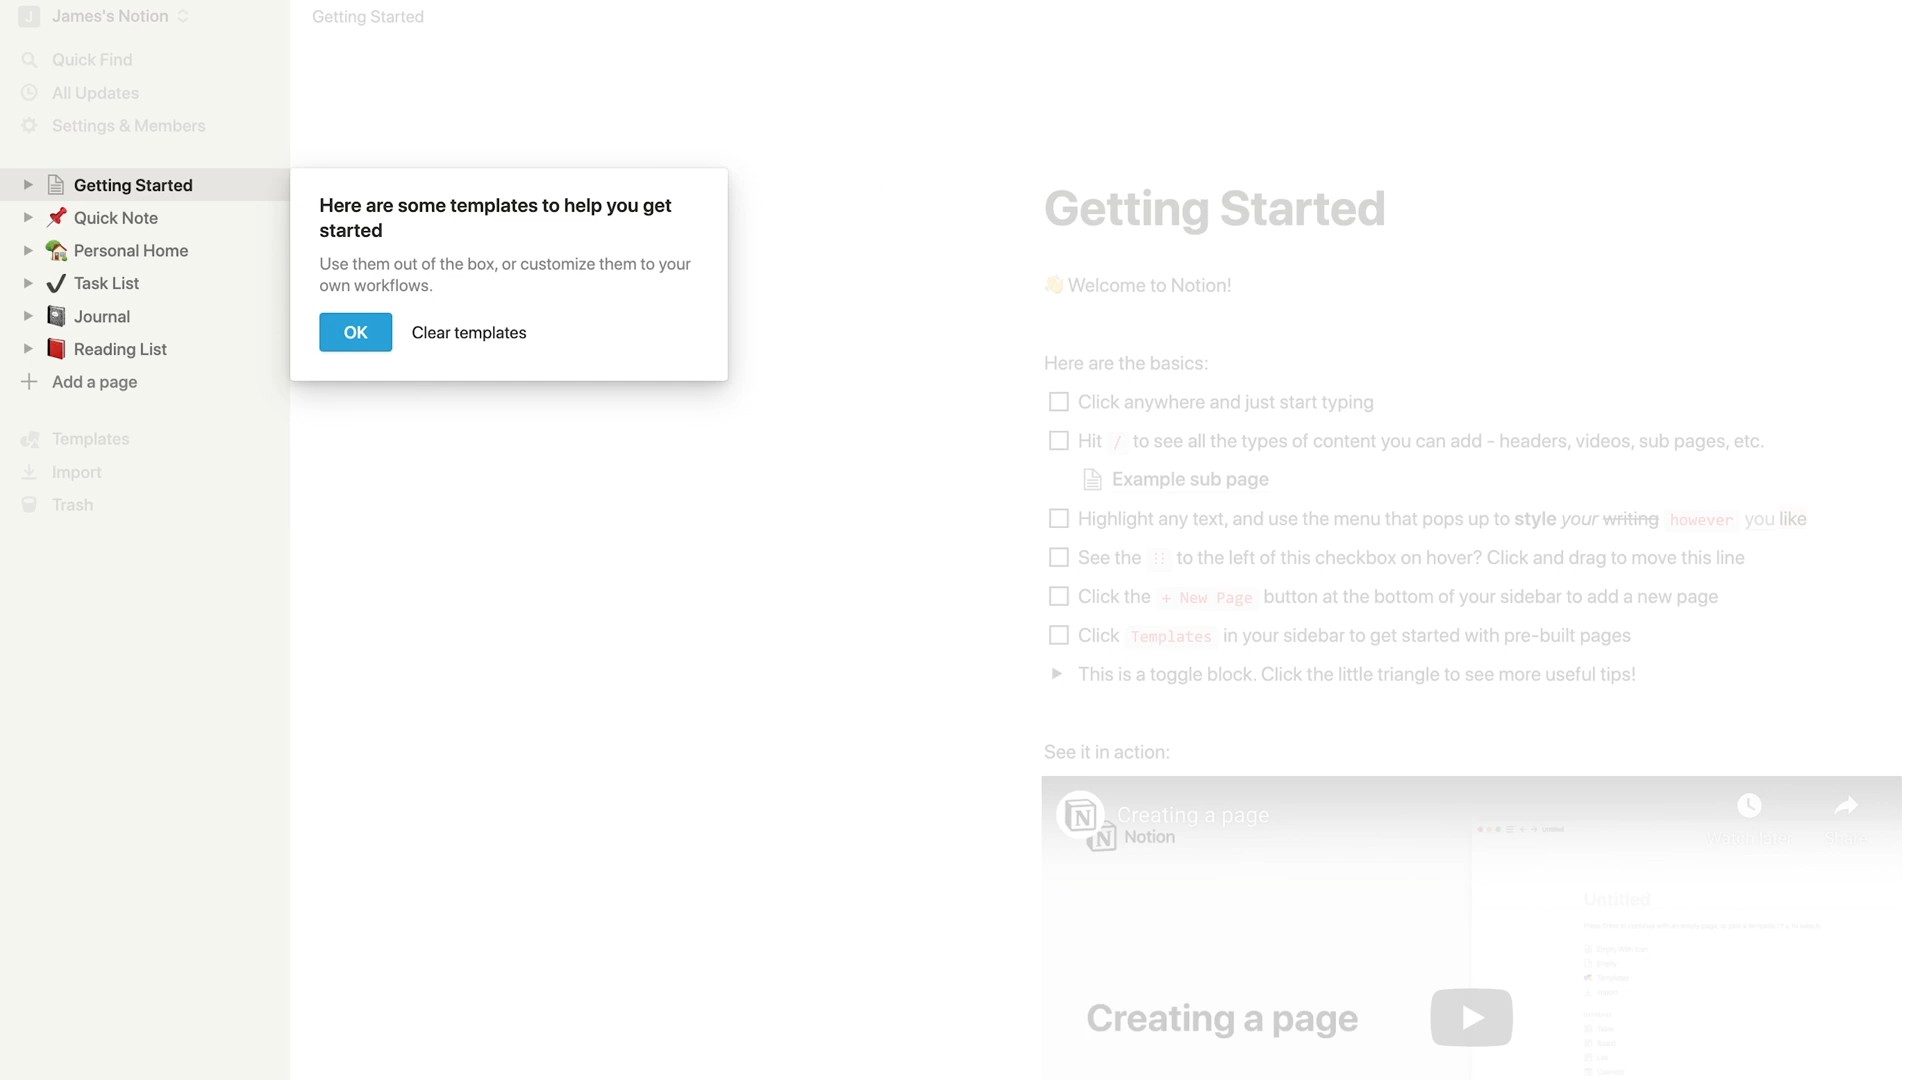 J James's Notion
Getting Started
Quick Find
All Updates
Settings & Members
Getting Started
Quick Note
Personal Home
Task List
Journal
Reading List
Add a page
Templates
Import
Trash
Here are some templates to help you get
started
Use them out of the box, or customize them to your
own workflows.
OK Clear templates
Getting Started
Welcome to Notion!
Here are the basics:
Click anywhere and just start typing
Hit / to see all the types of content you can add - headers, videos, sub pages, etc.
Example sub page
Highlight any text, and use the menu that pops up to style your writing however you like
See the ⋮⋮ to the left of this checkbox on hover? Click and drag to move this line
Click the + New Page button at the bottom of your sidebar to add a new page
Click Templates in your sidebar to get started with pre-built pages
This is a toggle block. Click the little triangle to see more useful tips!
See it in action:
Creating a page
N Notion
Watch later Share
Untitled
Untitled
Templates
Import
Creating a page